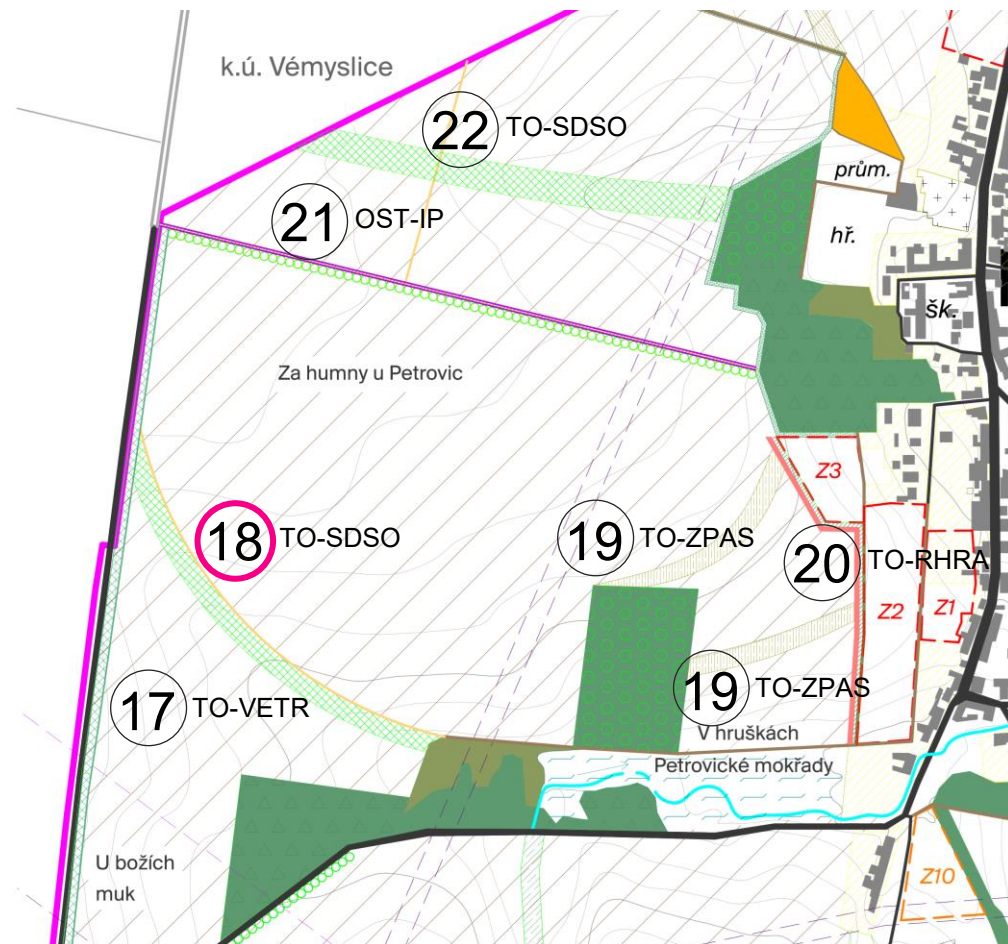 k.ú. Vémyslice
22 TO-SDSO
prům.
21 OST-IP
hř.
šk.
Za humny u Petrovic
Z3
18 TO-SDSO
19 TO-ZPAS
20 TO-RHRA
Z2
Z1
17 TO-VETR
19 TO-ZPAS
V hruškách
Petrovické mokřady
U božích
muk
Z10